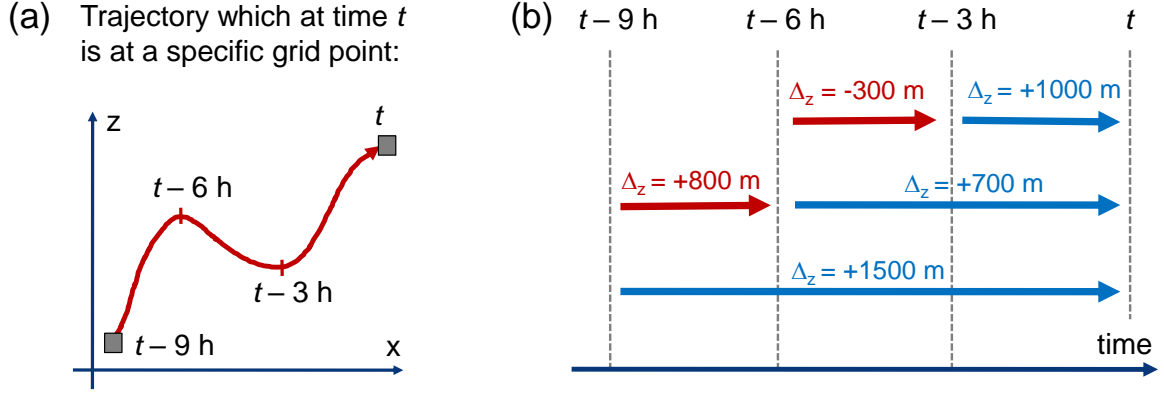 (a) Trajectory which at time t
is at a specific grid point:
z
t
t – 6 h
t – 3 h
t – 9 h
x
(b)
t – 9 h t – 6 h t – 3 h t
Δz = -300 m Δz = +1000 m
Δz = +800 m Δz = +700 m
Δz = +1500 m
time